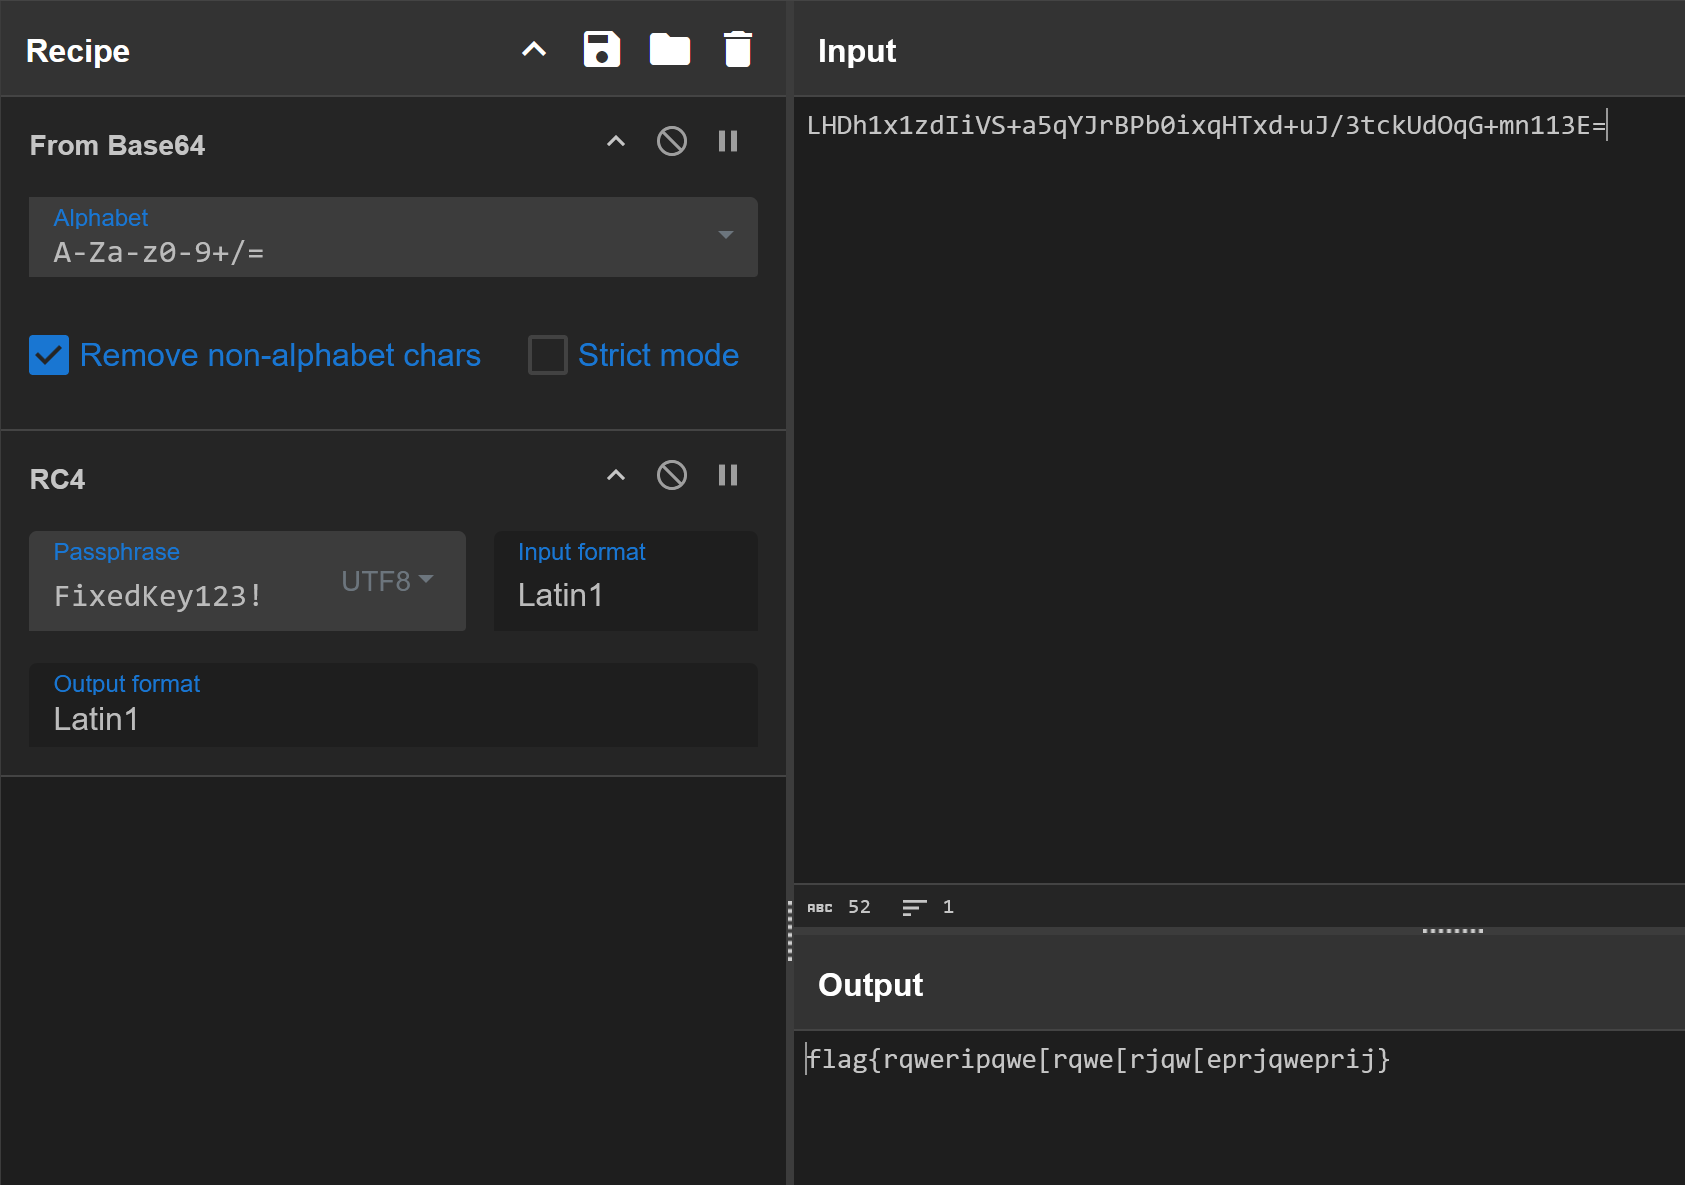 Recipe
From Base64
Alphabet
A-Za-z0-9+/=
Remove non-alphabet chars
Strict mode
RC4
Passphrase
FixedKey123!
UTF8
Input format
Latin1
Output format
Latin1
Input
LHDh1x1zdIiVS+a5qYJrBPb0ixqHTxd+uJ/3tckUdOqG+mn113E=
ABC 52 1
Output
flag{rqweripqwe[rqwe[rjqw[eprjqweprij}